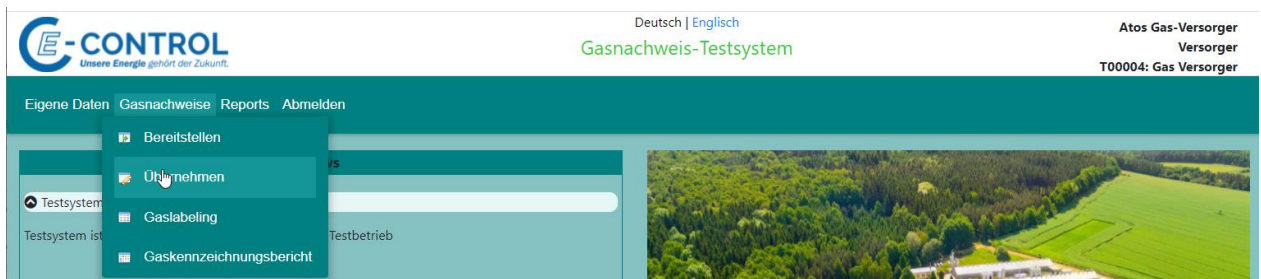 Deutsch | Englisch
E-CONTROL
Unsere Energie gehört der Zukunft.
Gasnachweis-Testsystem
Atos Gas-Versorger
Versorger
T00004: Gas Versorger
Eigene Daten Gasnachweise Reports Abmelden
Bereitstellen
Übernehmen
Gaslabeling
Gaskennzeichnungsbericht
Testsystem
Testsystem ist
Testbetrieb